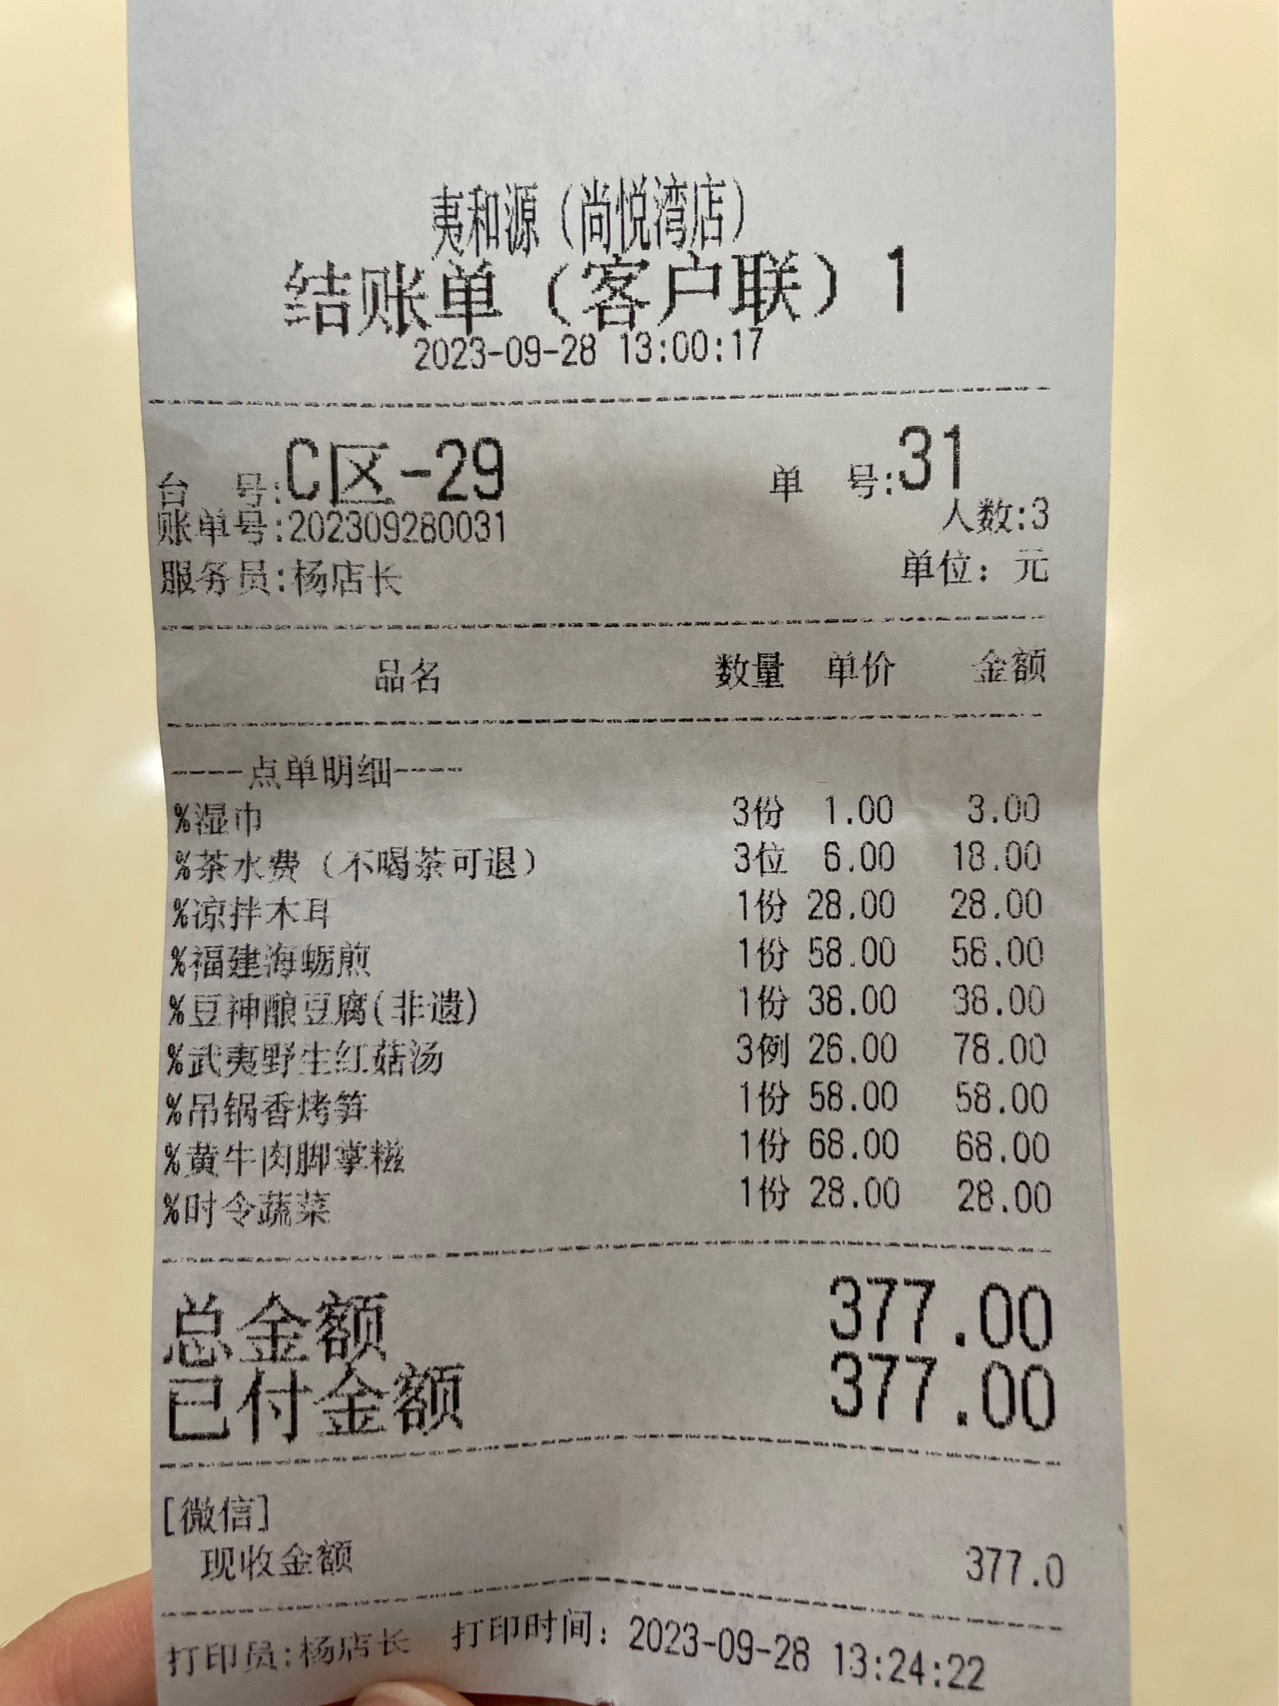 夷和源（尚悦湾店）
结账单（客户联）1
2023-09-28 13:00:17
台 号:C区-29 单 号:31
账单号:202309280031 人数:3
服务员:杨店长 单位：元
品名 数量 单价 金额
----点单明细----
%湿巾 3份 1.00 3.00
%茶水费（不喝茶可退） 3位 6.00 18.00
%凉拌木耳 1份 28.00 28.00
%福建海蛎煎 1份 58.00 58.00
%豆神酿豆腐(非遗) 1份 38.00 38.00
%武夷野生红菇汤 3例 26.00 78.00
%吊锅香烤笋 1份 58.00 58.00
%黄牛肉脚掌糍 1份 68.00 68.00
%时令蔬菜 1份 28.00 28.00
总金额 377.00
已付金额 377.00
[微信]
现收金额 377.0
打印员:杨店长 打印时间：2023-09-28 13:24:22